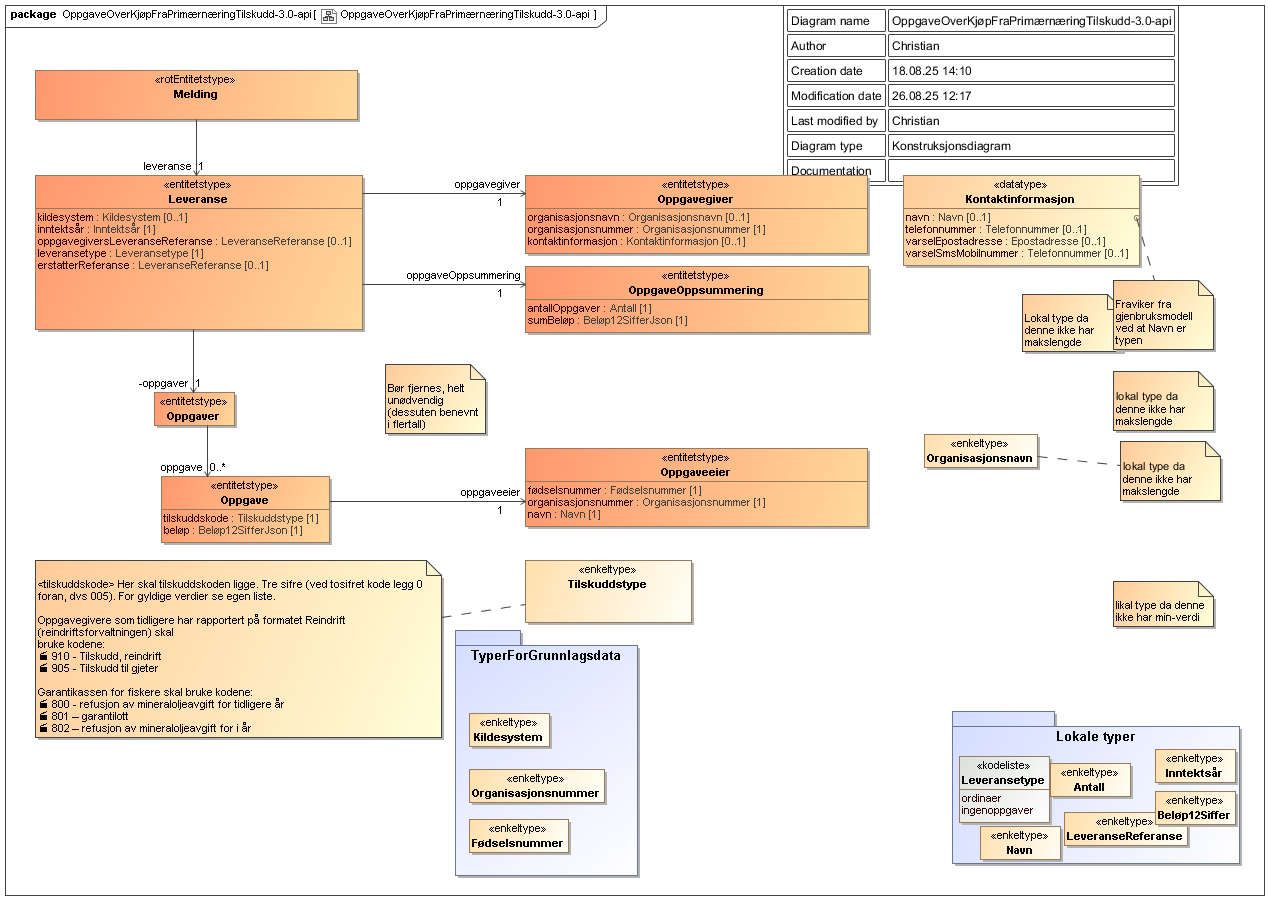 package OppgaveOverKjøpFraPrimærnæringTilskudd-3.0-api[ OppgaveOverKjøpFraPrimærnæringTilskudd-3.0-api ]
Diagram name OppgaveOverKjøpFraPrimærnæringTilskudd-3.0-api
Author Christian
Creation date 18.08.25 14:10
Modification date 26.08.25 12:17
Last modified by Christian
Diagram type Konstruksjonsdiagram
Documentation
«rotEntitetstype»
Melding
leveranse 1
«entitetstype»
Leveranse
kildesystem : Kildesystem [0..1]
inntektsår : Inntektsår [1]
oppgavegiversLeveranseReferanse : LeveranseReferanse [0..1]
leveransetype : Leveransetype [1]
erstatterReferanse : LeveranseReferanse [0..1]
oppgavegiver
1
«entitetstype»
Oppgavegiver
organisasjonsnavn : Organisasjonsnavn [0..1]
organisasjonsnummer : Organisasjonsnummer [1]
kontaktinformasjon : Kontaktinformasjon [0..1]
«datatype»
Kontaktinformasjon
navn : Navn [0..1]
telefonnummer : Telefonnummer [0..1]
varselEpostadresse : Epostadresse [0..1]
varselSmsMobilnummer : Telefonnummer [0..1]
oppgaveOppsummering
1
«entitetstype»
OppgaveOppsummering
antallOppgaver : Antall [1]
sumBeløp : Beløp12SifferJson [1]
Lokal type da
denne ikke har
makslengde
Fraviker fra
gjenbruksmodell
ved at Navn er
typen
-oppgaver 1
«entitetstype»
Oppgaver
Bør fjernes, helt
unødvendig
(dessuten benevnt
i flertall)
lokal type da
denne ikke har
makslengde
«enkeltype»
Organisasjonsnavn
lokal type da
denne ikke har
makslengde
oppgave 0..*
«entitetstype»
Oppgave
tilskuddskode : Tilskuddstype [1]
beløp : Beløp12SifferJson [1]
oppgaveeier
1
«entitetstype»
Oppgaveeier
fødselsnummer : Fødselsnummer [1]
organisasjonsnummer : Organisasjonsnummer [1]
navn : Navn [1]
<tilskuddskode> Her skal tilskuddskoden ligge. Tre sifre (ved tosifret kode legg 0
foran, dvs 005). For gyldige verdier se egen liste.
Oppgavegivere som tidligere har rapportert på formatet Reindrift
(reindriftsforvaltningen) skal
bruke kodene:
910 - Tilskudd, reindrift
905 - Tilskudd til gjeter
Garantikassen for fiskere skal bruke kodene:
800 - refusjon av mineraloljeavgift for tidligere år
801 – garantilott
802 – refusjon av mineraloljeavgift for i år
«enkeltype»
Tilskuddstype
likal type da denne
ikke har min-verdi
TyperForGrunnlagsdata
«enkeltype»
Kildesystem
«enkeltype»
Organisasjonsnummer
«enkeltype»
Fødselsnummer
Lokale typer
«kodeliste»
Leveransetype
ordinaer
ingenoppgaver
«enkeltype»
Antall
«enkeltype»
Inntektsår
«enkeltype»
Beløp12Siffer
«enkeltype»
LeveranseReferanse
«enkeltype»
Navn